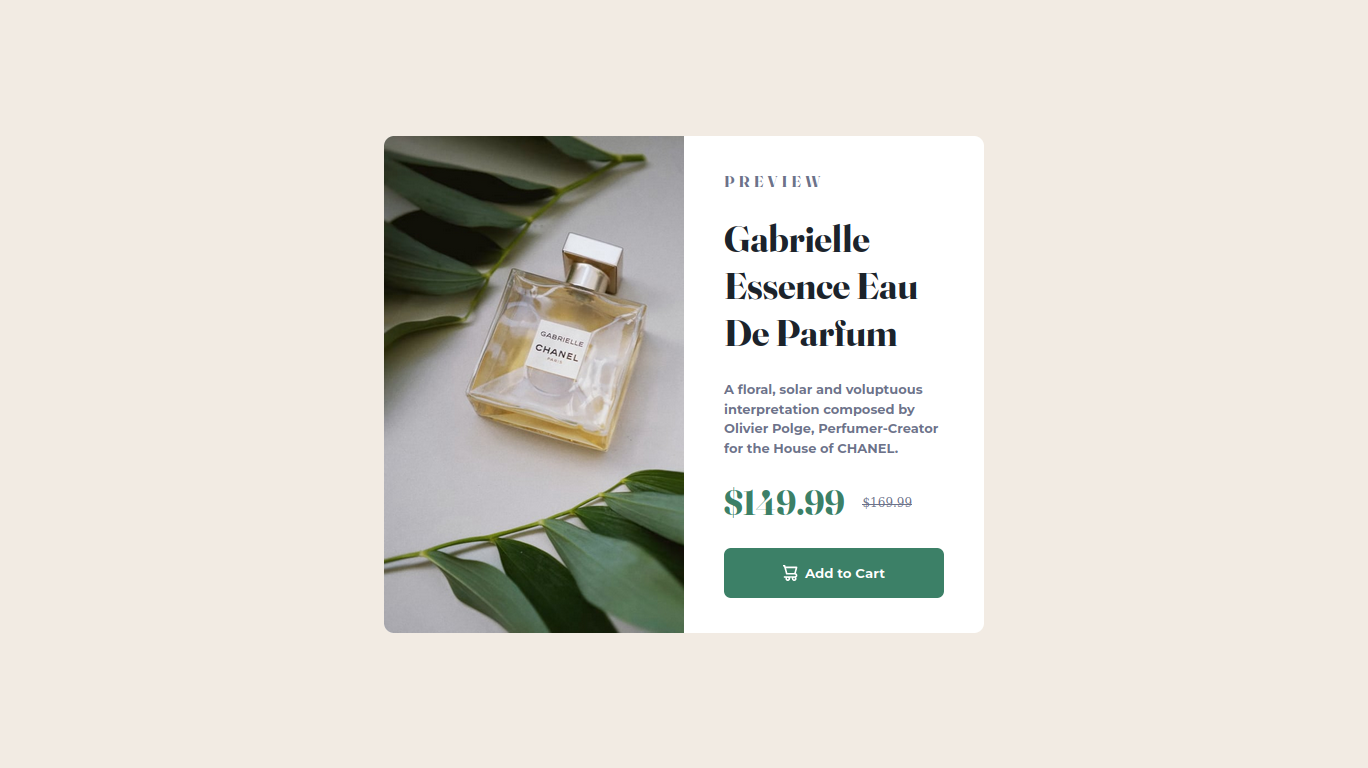 GABRIELLE
CHANEL
PARIS
PREVIEW
Gabrielle
Essence Eau
De Parfum
A floral, solar and voluptuous
interpretation composed by
Olivier Polge, Perfumer-Creator
for the House of CHANEL.
$149.99 $169.99
Add to Cart